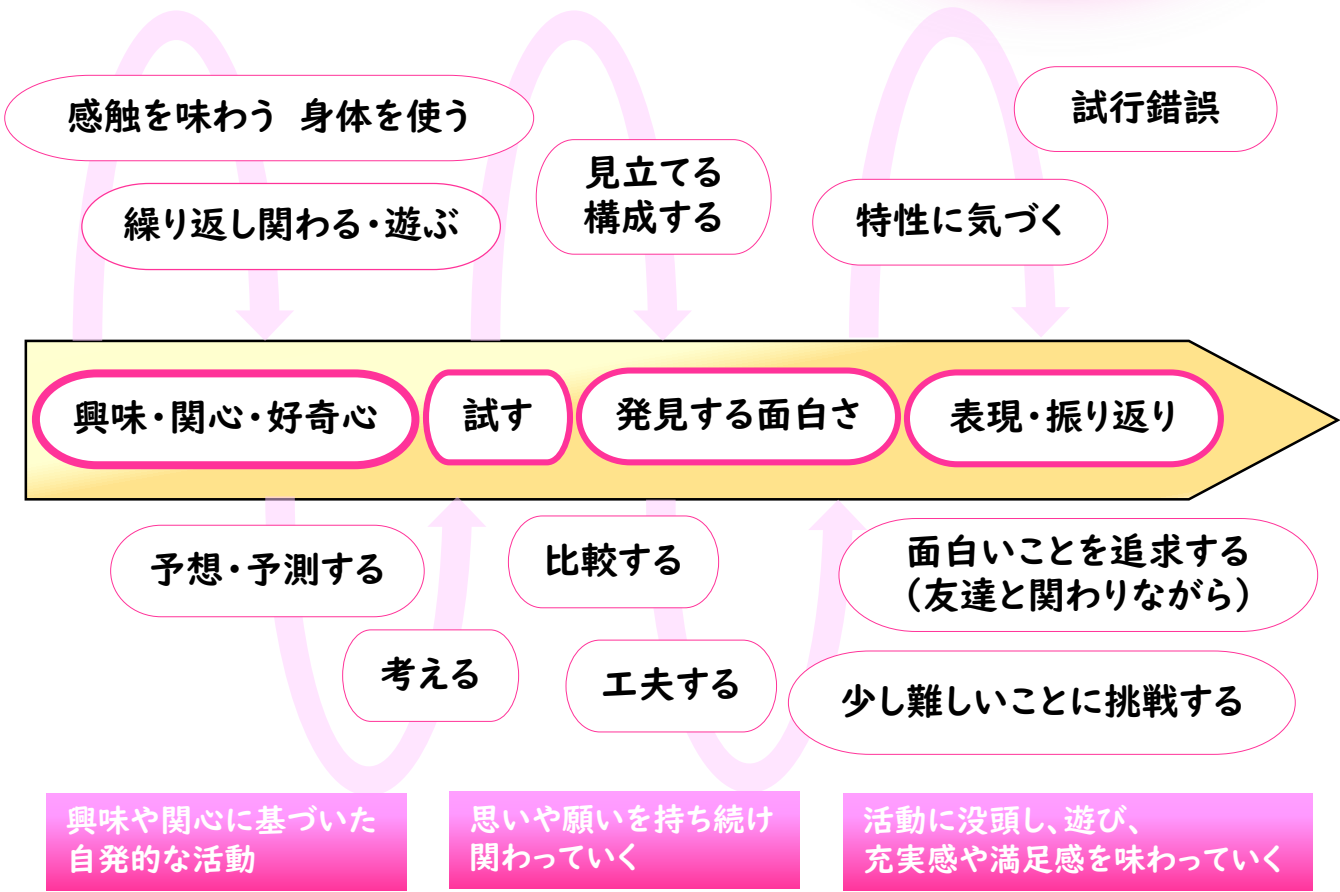 感触を味わう 身体を使う
繰り返し関わる・遊ぶ
見立てる
構成する
試行錯誤
特性に気づく
興味・関心・好奇心
試す
発見する面白さ
表現・振り返り
予想・予測する
考える
比較する
工夫する
面白いことを追求する
(友達と関わりながら)
少し難しいことに挑戦する
興味や関心に基づいた
自発的な活動
思いや願いを持ち続け
関わっていく
活動に没頭し、遊び、
充実感や満足感を味わっていく